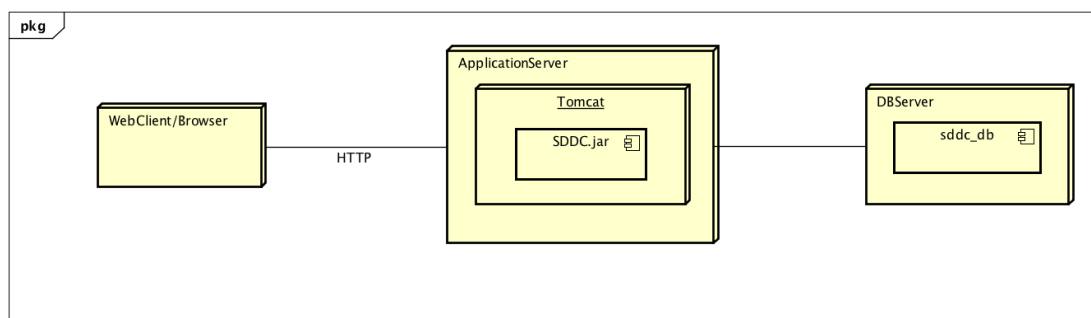 pkg
WebClient/Browser
HTTP
ApplicationServer
Tomcat
SDDC.jar
DBServer
sddc_db